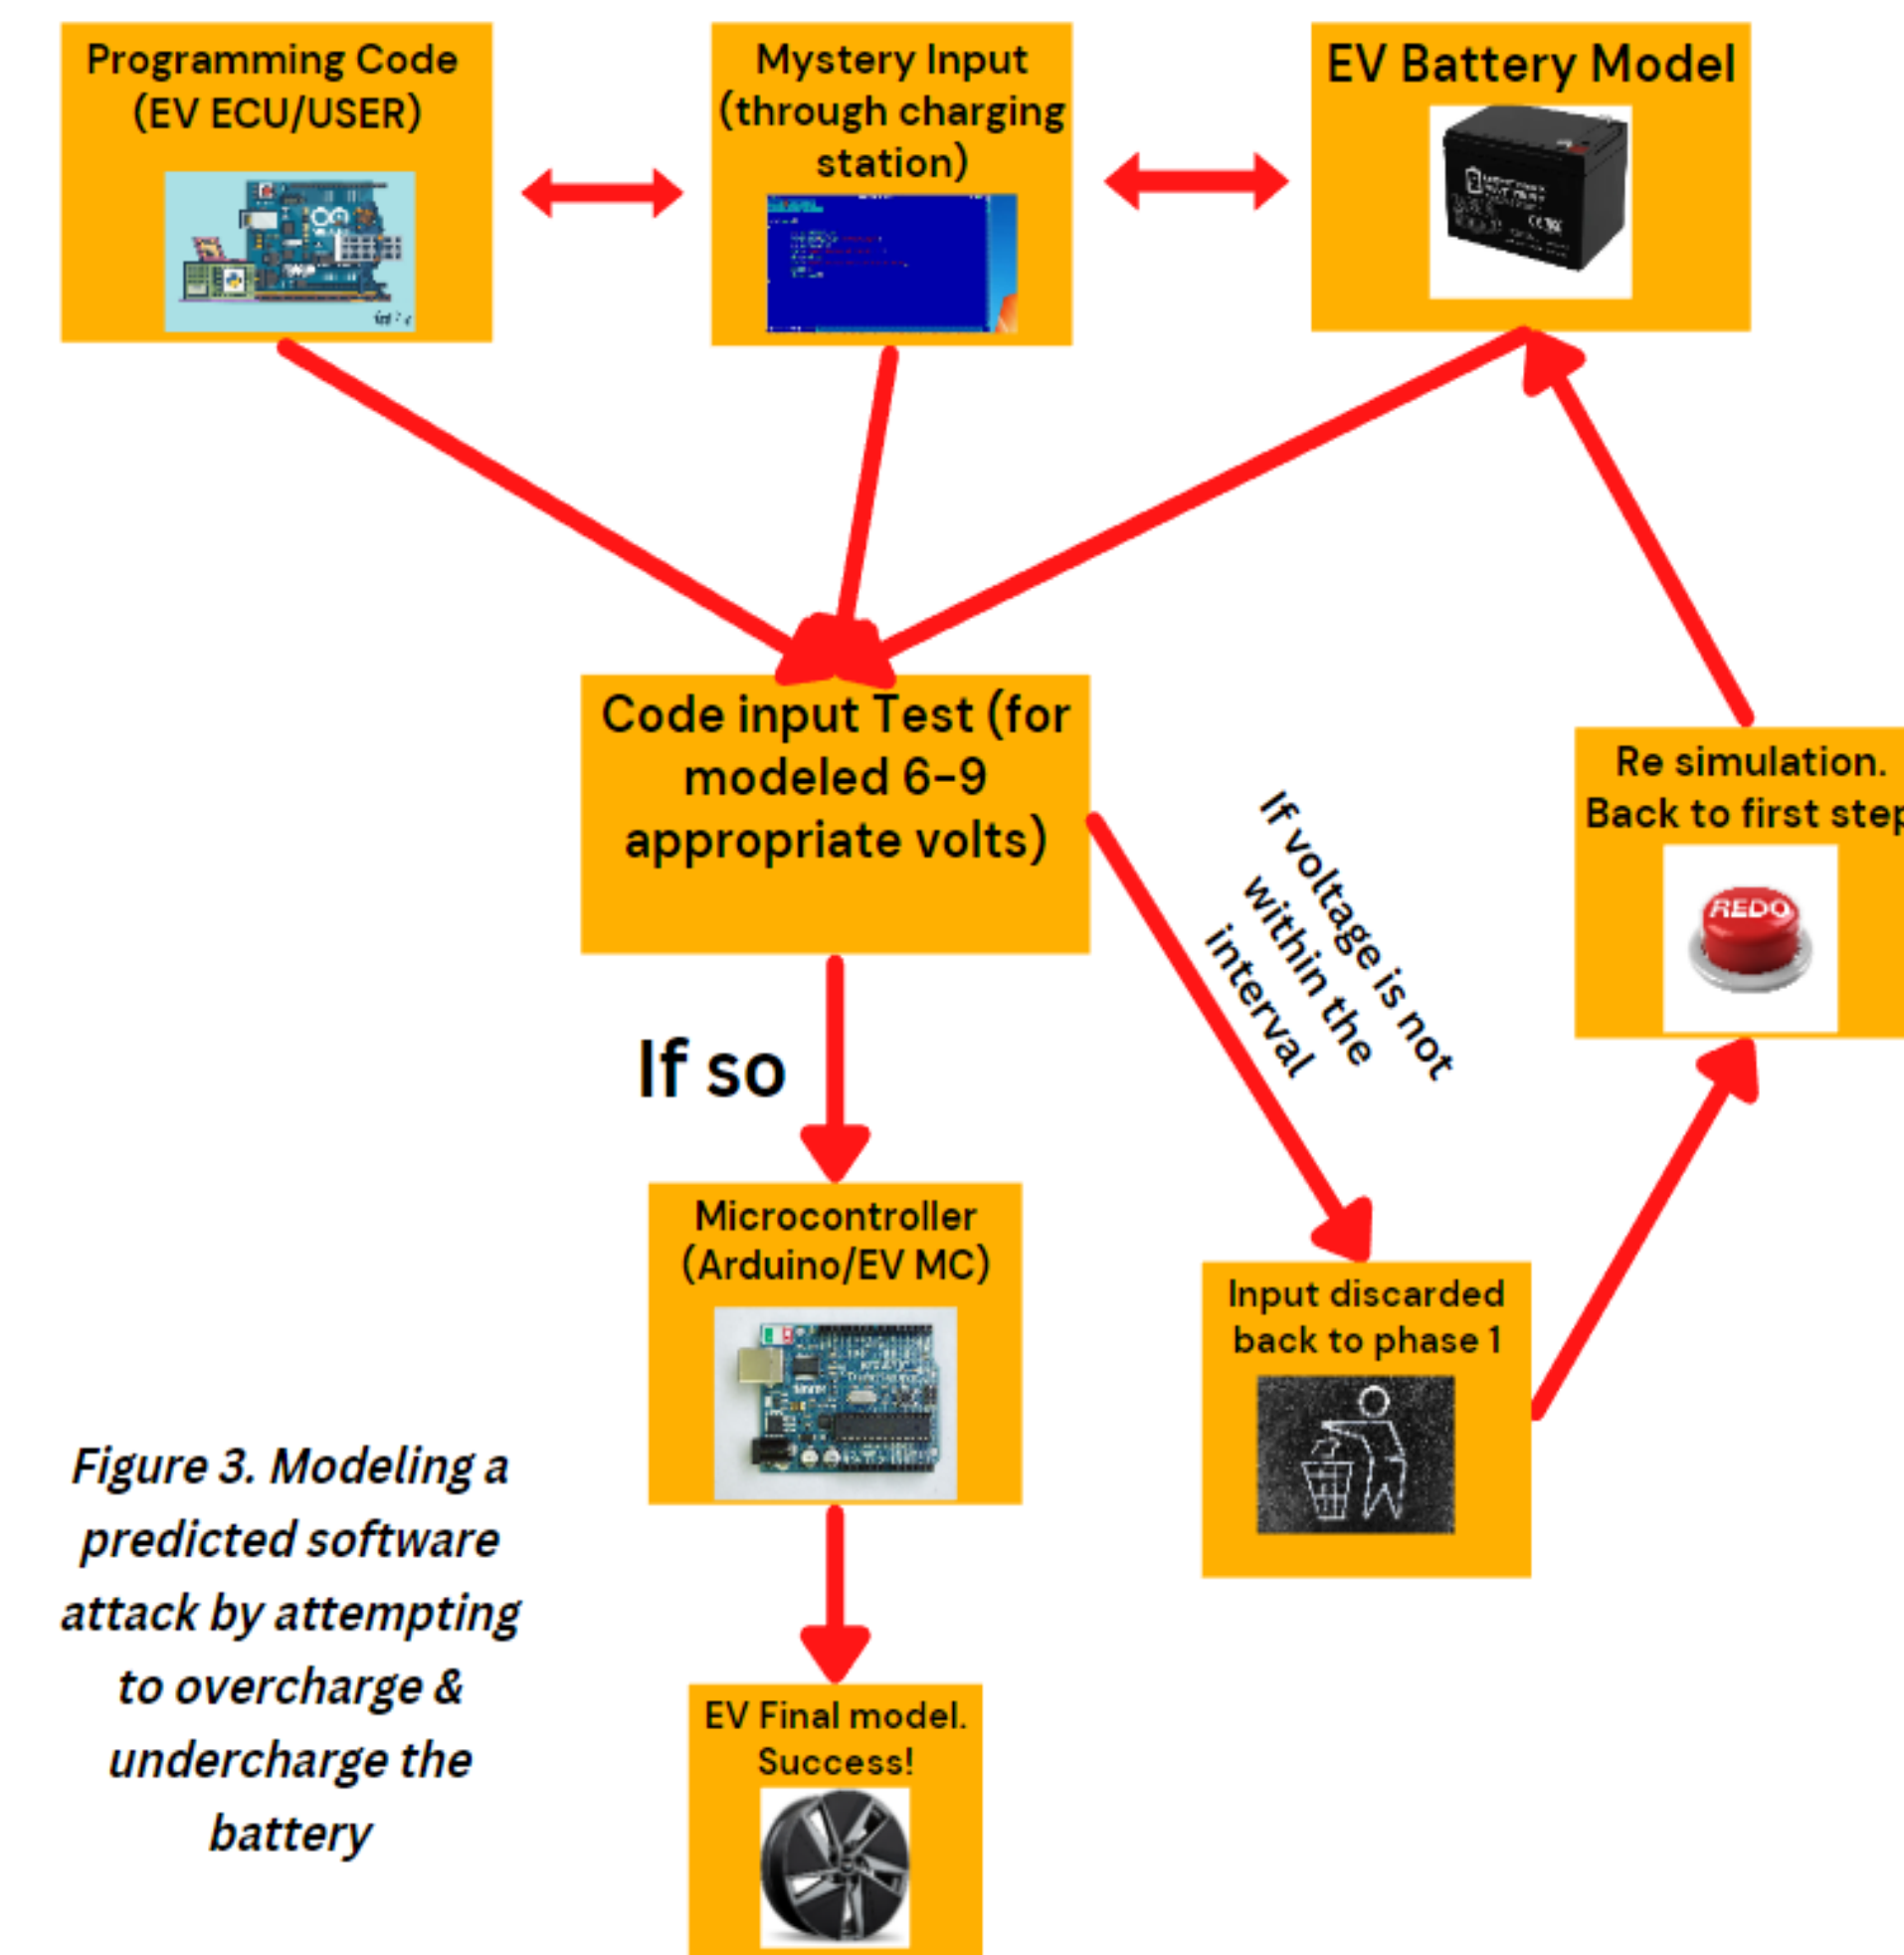 Programming Code
(EV ECU/USER)
Mystery Input
(through charging
station)
EV Battery Model
Code input Test (for
modeled 6-9
appropriate volts)
If so
If voltage is not
within the
interval
Re simulation.
Back to first step
REDO
Microcontroller
(Arduino/EV MC)
Input discarded
back to phase 1
EV Final model.
Success!
Figure 3. Modeling a
predicted software
attack by attempting
to overcharge &
undercharge the
battery